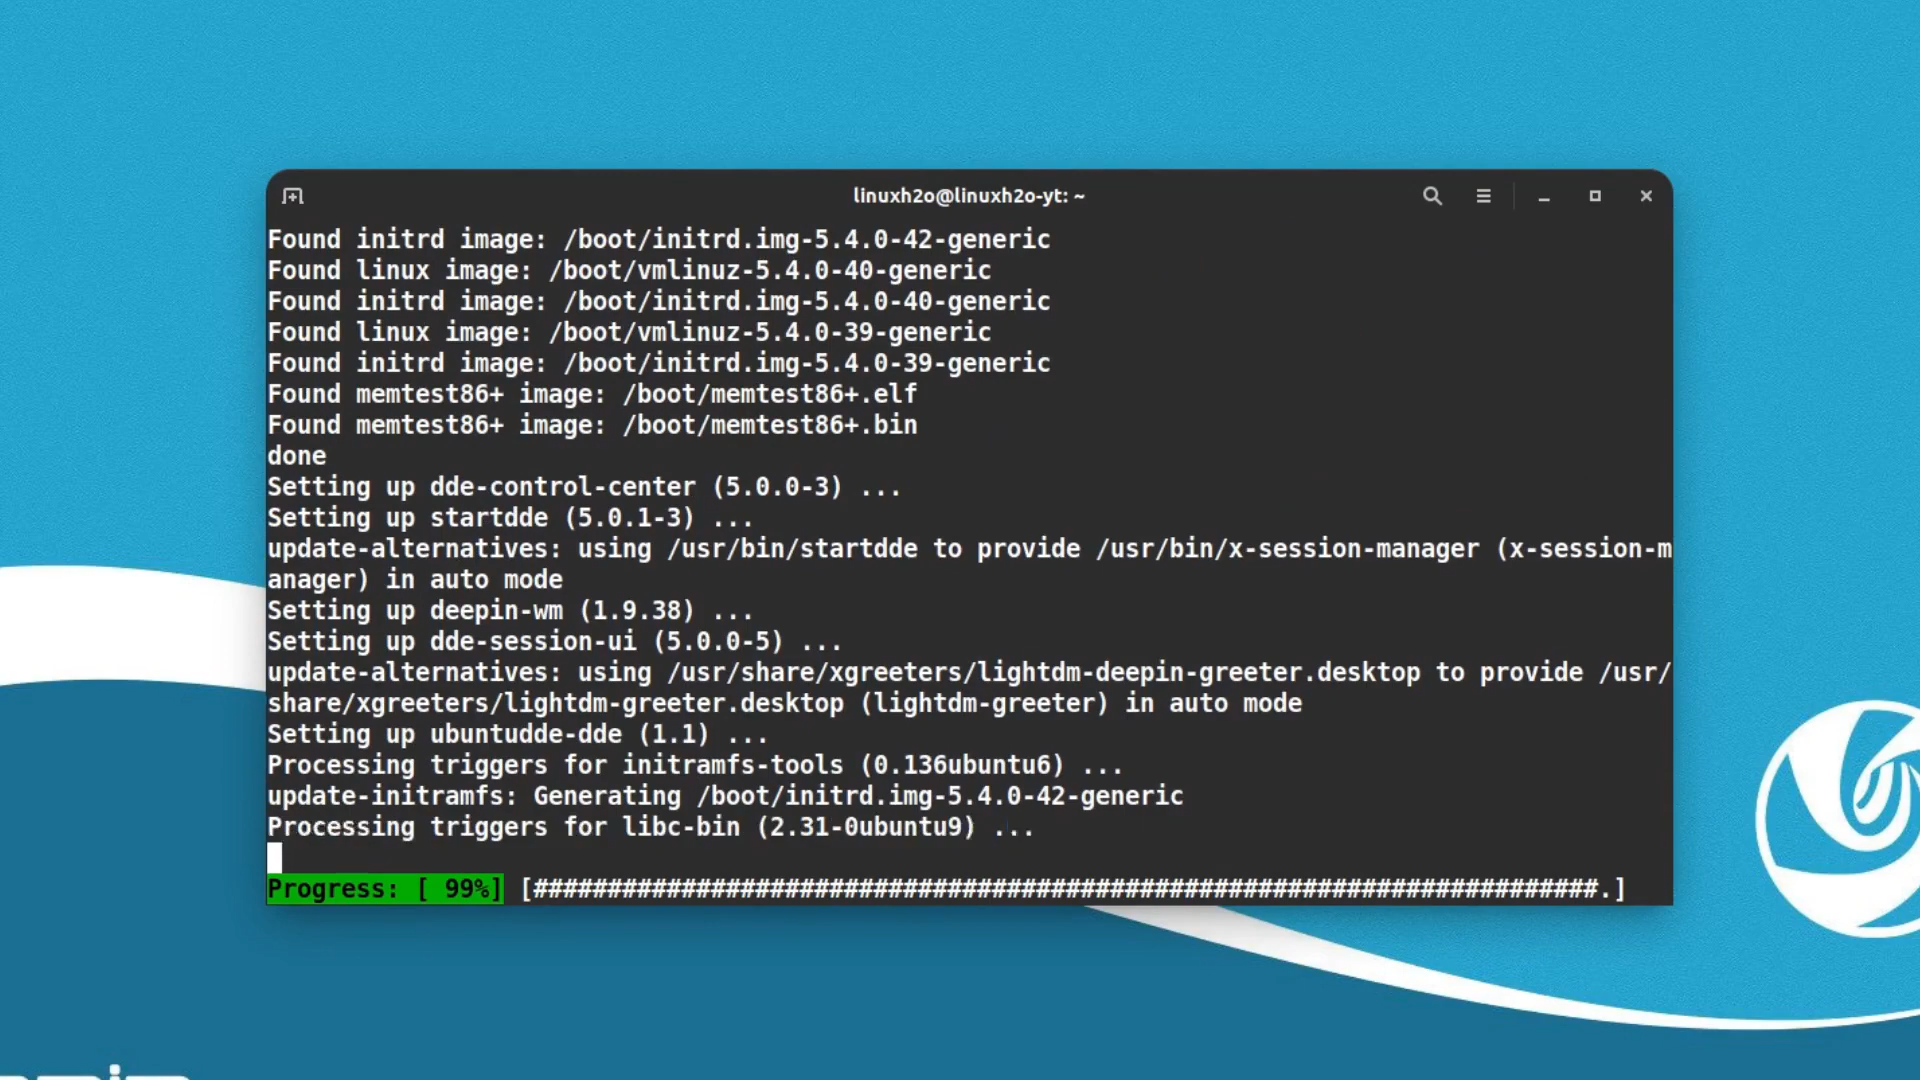 linuxh2o@linuxh2o-yt: ~
Found initrd image: /boot/initrd.img-5.4.0-42-generic
Found linux image: /boot/vmlinuz-5.4.0-40-generic
Found initrd image: /boot/initrd.img-5.4.0-40-generic
Found linux image: /boot/vmlinuz-5.4.0-39-generic
Found initrd image: /boot/initrd.img-5.4.0-39-generic
Found memtest86+ image: /boot/memtest86+.elf
Found memtest86+ image: /boot/memtest86+.bin
done
Setting up dde-control-center (5.0.0-3) ...
Setting up startdde (5.0.1-3) ...
update-alternatives: using /usr/bin/startdde to provide /usr/bin/x-session-manager (x-session-m
anager) in auto mode
Setting up deepin-wm (1.9.38) ...
Setting up dde-session-ui (5.0.0-5) ...
update-alternatives: using /usr/share/xgreeters/lightdm-deepin-greeter.desktop to provide /usr/
share/xgreeters/lightdm-greeter.desktop (lightdm-greeter) in auto mode
Setting up ubuntudde-dde (1.1) ...
Processing triggers for initramfs-tools (0.136ubuntu6) ...
update-initramfs: Generating /boot/initrd.img-5.4.0-42-generic
Processing triggers for libc-bin (2.31-0ubuntu9) ...
Progress: [ 99%] [########################################################################.]